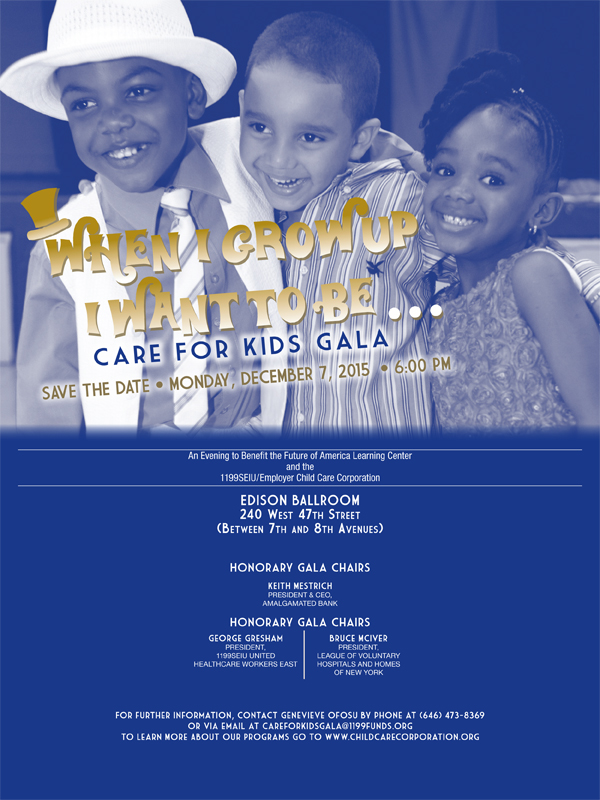 WHEN I GROW UP
I WANT TO BE ...
CARE FOR KIDS GALA
SAVE THE DATE • MONDAY, DECEMBER 7, 2015 • 6:00 PM
An Evening to Benefit the Future of America Learning Center
and the
1199SEIU/Employer Child Care Corporation
EDISON BALLROOM
240 WEST 47TH STREET
(BETWEEN 7TH AND 8TH AVENUES)
HONORARY GALA CHAIRS
KEITH MESTRICH
PRESIDENT & CEO,
AMALGAMATED BANK
HONORARY GALA CHAIRS
GEORGE GRESHAM
PRESIDENT,
1199SEIU UNITED
HEALTHCARE WORKERS EAST
BRUCE MCIVER
PRESIDENT,
LEAGUE OF VOLUNTARY
HOSPITALS AND HOMES
OF NEW YORK
FOR FURTHER INFORMATION, CONTACT GENEVIEVE OFOSU BY PHONE AT (646) 473-8369
OR VIA EMAIL AT CAREFORKIDSGALA@1199FUNDS.ORG
TO LEARN MORE ABOUT OUR PROGRAMS GO TO WWW.CHILDCARECORPORATION.ORG